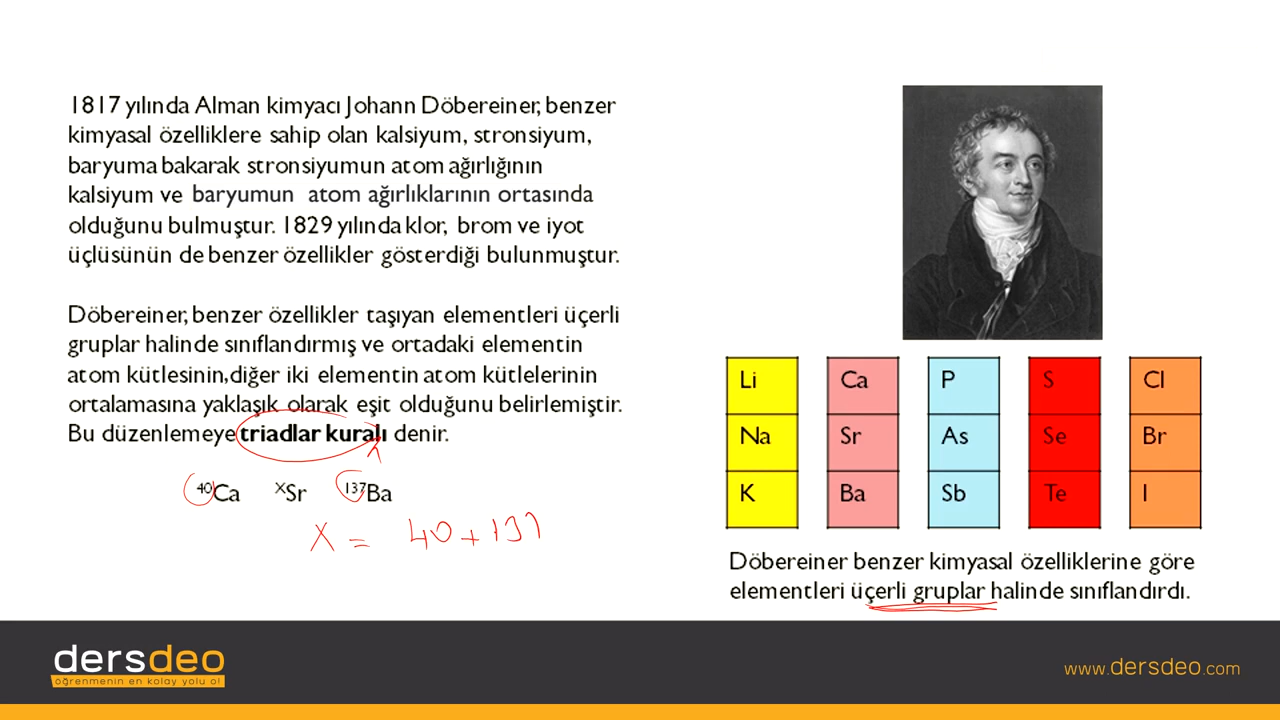 1817 yılında Alman kimyacı Johann Döbereiner, benzer
kimyasal özelliklere sahip olan kalsiyum, stronsiyum,
baryuma bakarak stronsiyumun atom ağırlığının
kalsiyum ve baryumun atom ağırlıklarının ortasında
olduğunu bulmuştur. 1829 yılında klor, brom ve iyot
üçlüsünün de benzer özellikler gösterdiği bulunmuştur.
Döbereiner, benzer özellikler taşıyan elementleri üçerli
gruplar halinde sınıflandırmış ve ortadaki elementin
atom kütlesinin,diğer iki elementin atom kütlelerinin
ortalamasına yaklaşık olarak eşit olduğunu belirlemiştir.
Bu düzenlemeye triadlar kuralı denir.
⁴⁰Ca ˣSr ¹³⁷Ba
X = 40+137
Li Ca P S Cl
Na Sr As Se Br
K Ba Sb Te I
Döbereiner benzer kimyasal özelliklerine göre
elementleri üçerli gruplar halinde sınıflandırdı.
dersdeo
öğrenmenin en kolay yolu o!
www.dersdeo.com